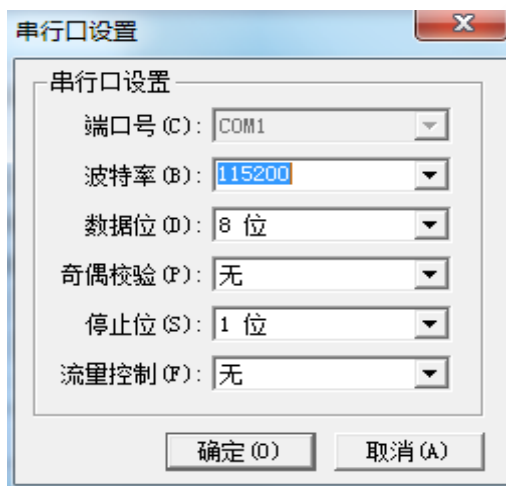 串行口设置
串行口设置
端口号(C): COM1
波特率(B): 115200
数据位(D): 8 位
奇偶校验(P): 无
停止位(S): 1 位
流量控制(F): 无
确定(O) 取消(A)